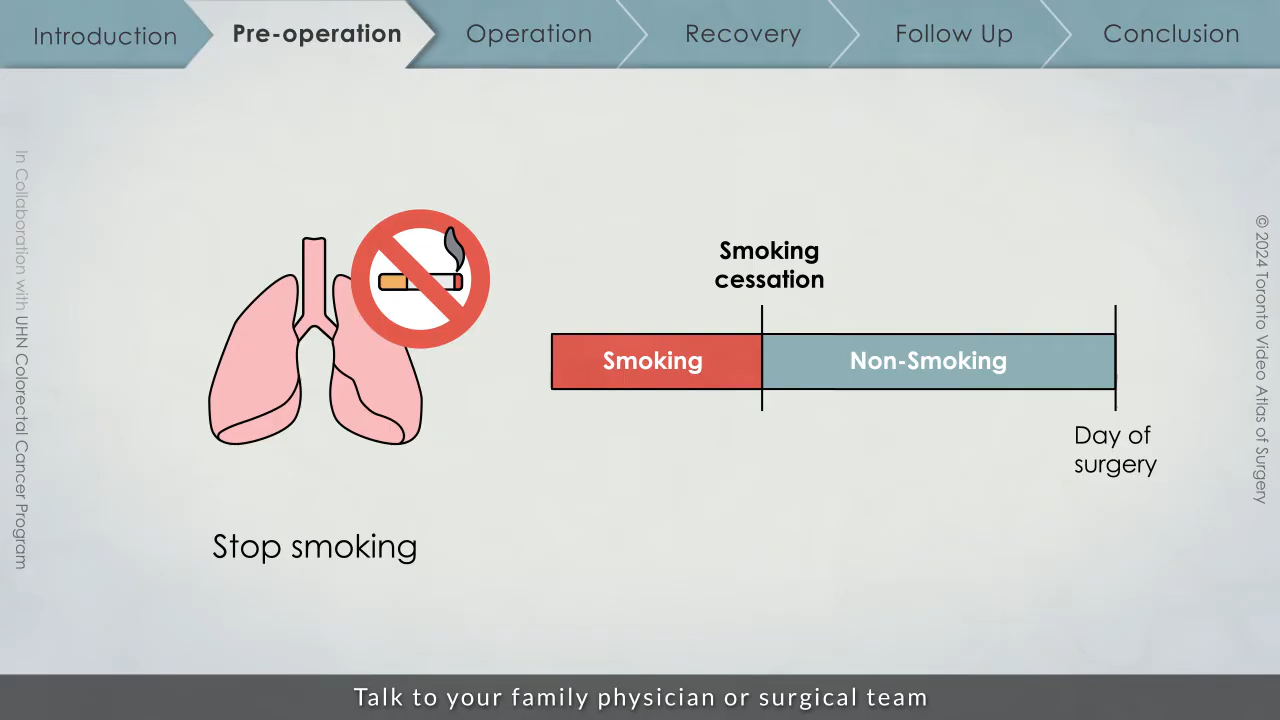 Introduction
Pre-operation
Operation
Recovery
Follow Up
Conclusion
In Collaboration with UHN Colorectal Cancer Program
Smoking
cessation
Smoking
Non-Smoking
Day of
surgery
Stop smoking
© 2024 Toronto Video Atlas of Surgery
Talk to your family physician or surgical team